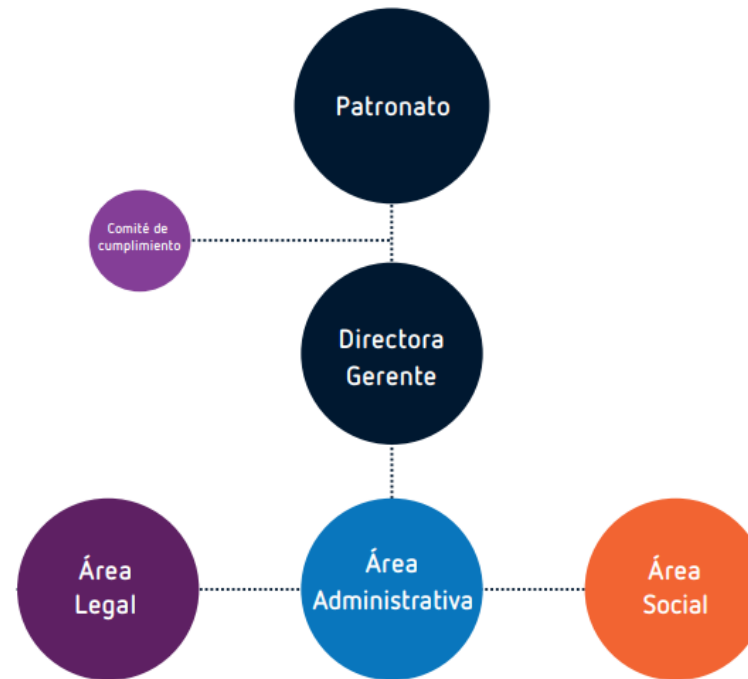 Patronato
Comité de
cumplimiento
Directora
Gerente
Área
Legal
Área
Administrativa
Área
Social